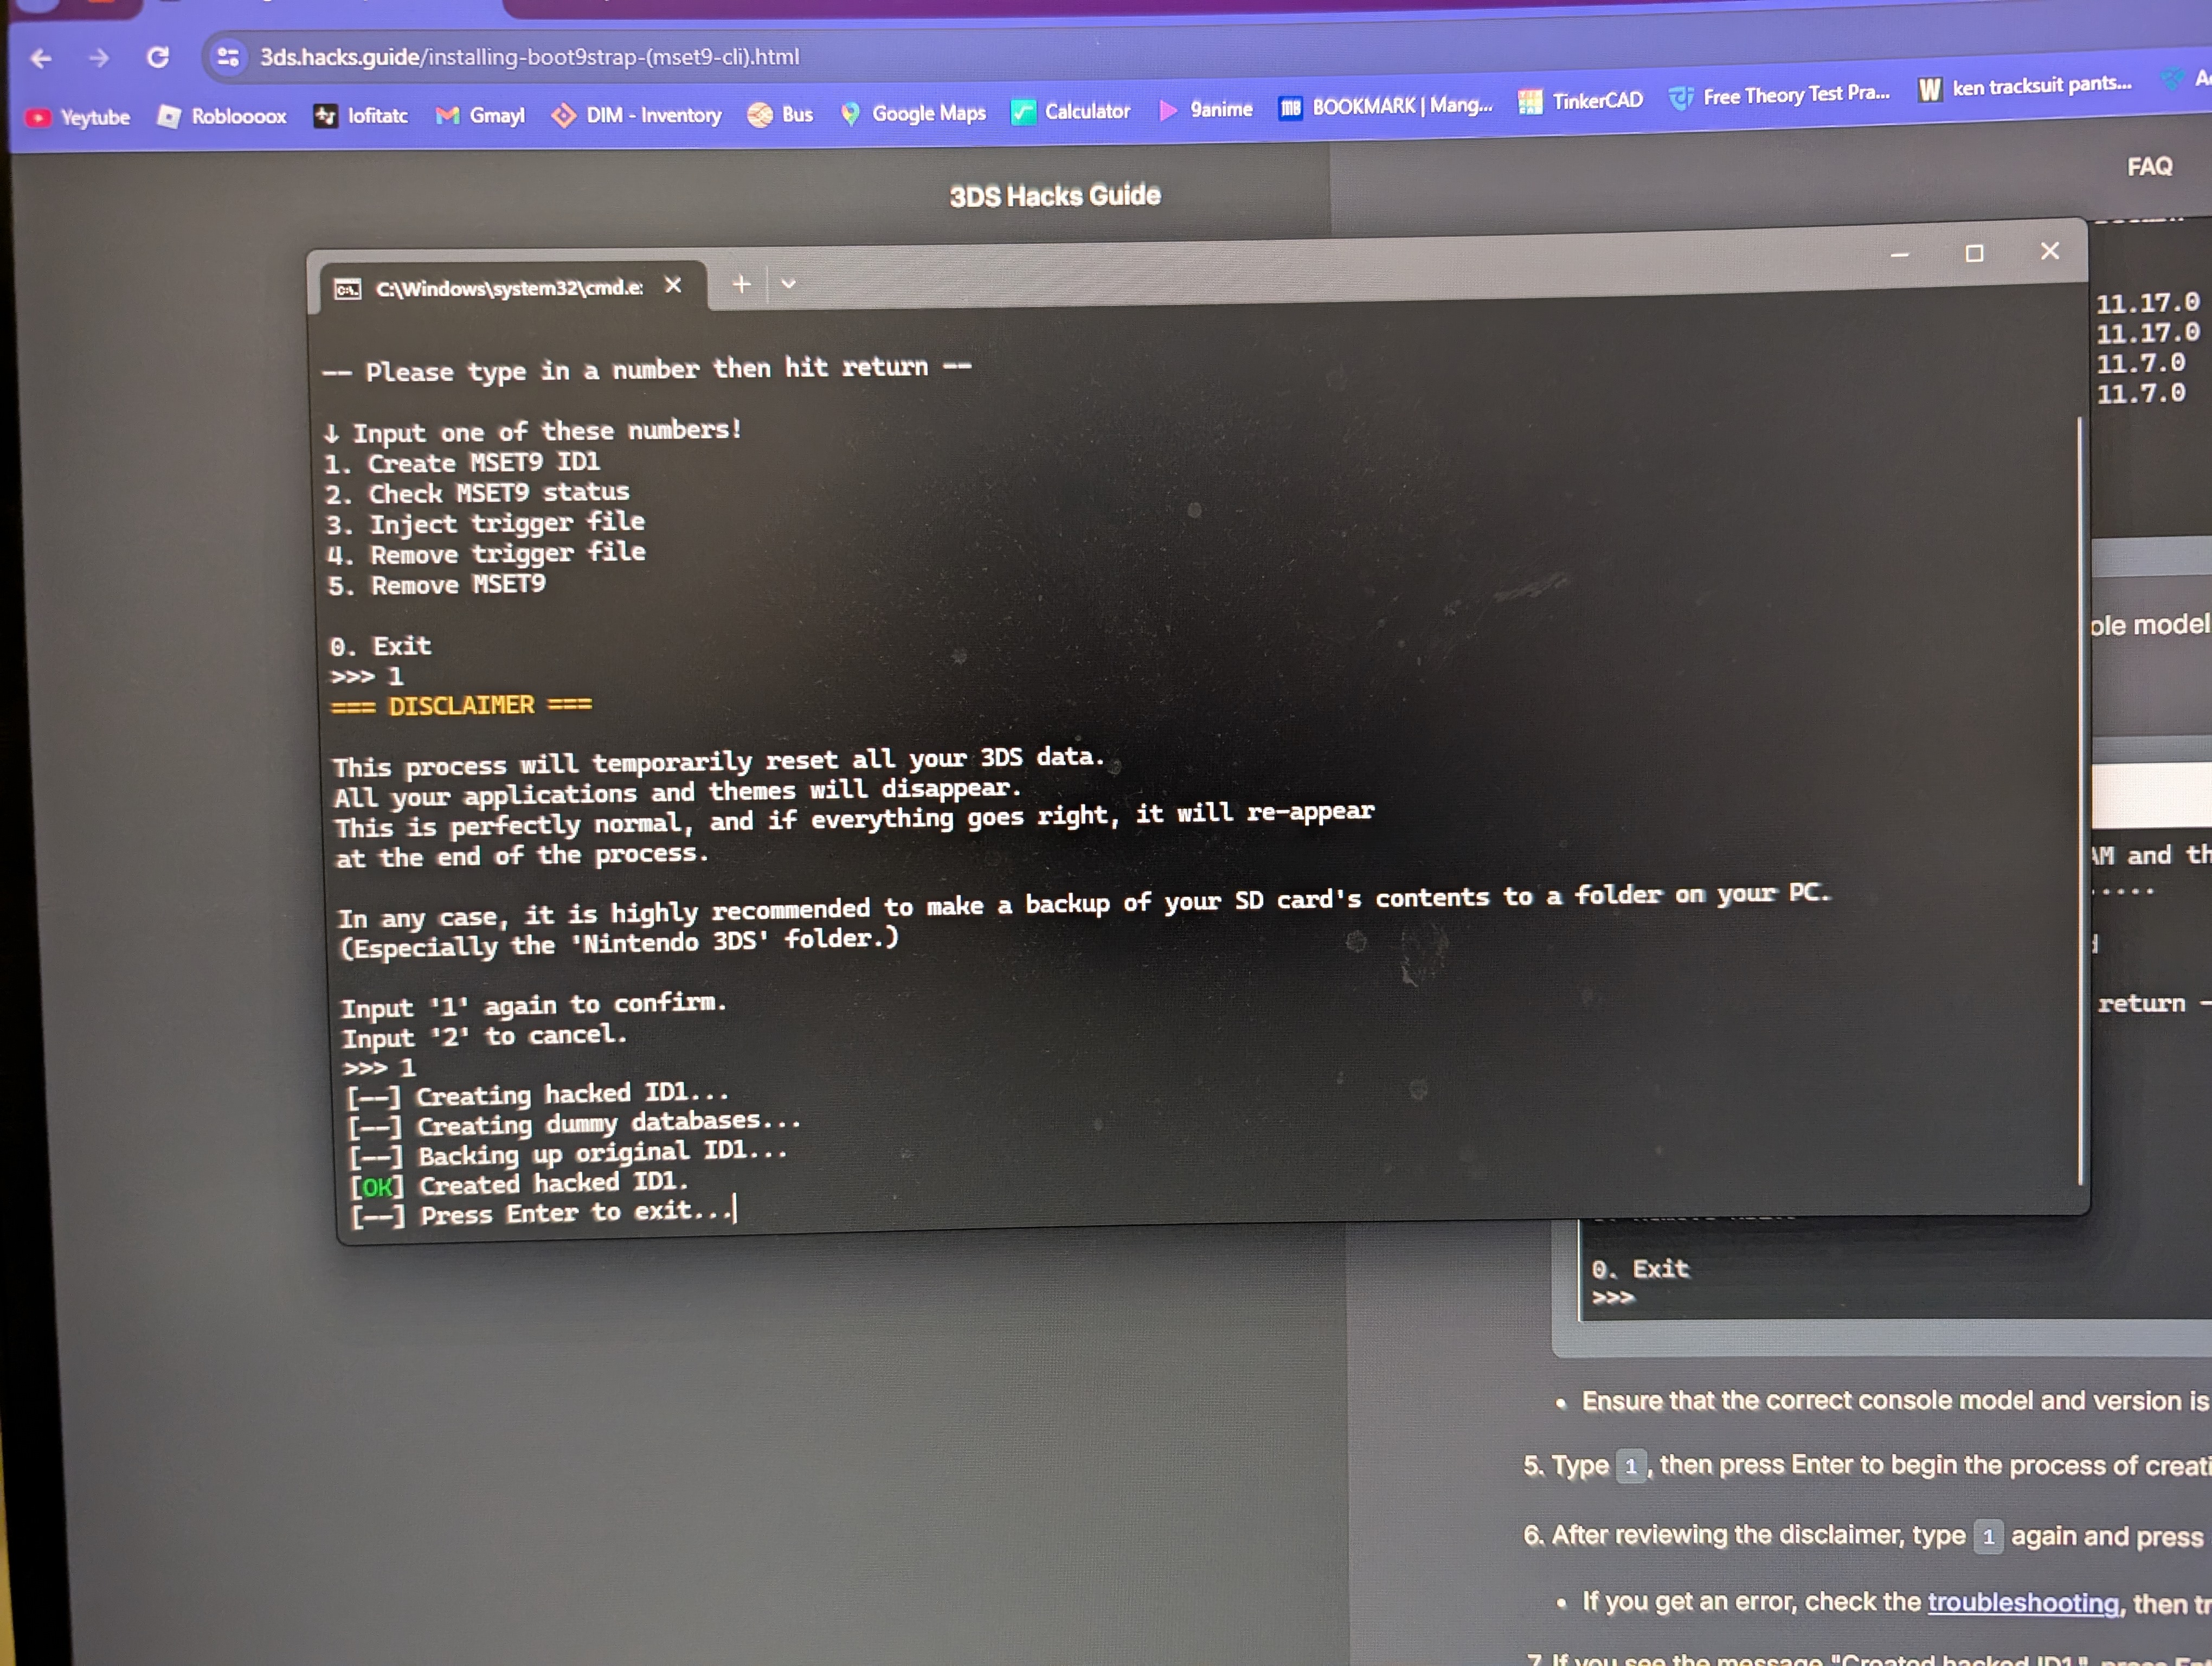 3ds.hacks.guide/installing-boot9strap-(mset9-cli).html
Yeytube
Robloooox
lofitatc
Gmayl
DIM - Inventory
Bus
Google Maps
Calculator
9anime
BOOKMARK | Mang...
TinkerCAD
Free Theory Test Pra...
ken tracksuit pants...
3DS Hacks Guide
FAQ
C:\Windows\system32\cmd.e:
-- Please type in a number then hit return --
↓ Input one of these numbers!
1. Create MSET9 ID1
2. Check MSET9 status
3. Inject trigger file
4. Remove trigger file
5. Remove MSET9
0. Exit
>>> 1
=== DISCLAIMER ===
This process will temporarily reset all your 3DS data.
All your applications and themes will disappear.
This is perfectly normal, and if everything goes right, it will re-appear
at the end of the process.
In any case, it is highly recommended to make a backup of your SD card's contents to a folder on your PC.
(Especially the 'Nintendo 3DS' folder.)
Input '1' again to confirm.
Input '2' to cancel.
>>> 1
[--] Creating hacked ID1...
[--] Creating dummy databases...
[--] Backing up original ID1...
[OK] Created hacked ID1.
[--] Press Enter to exit...
11.17.0
11.17.0
11.7.0
11.7.0
ole model
AM and th
.....
return -
0. Exit
>>>
• Ensure that the correct console model and version is
5. Type 1, then press Enter to begin the process of creati
6. After reviewing the disclaimer, type 1 again and press
• If you get an error, check the troubleshooting, then tr
7. If you see the message "Created hacked ID1."